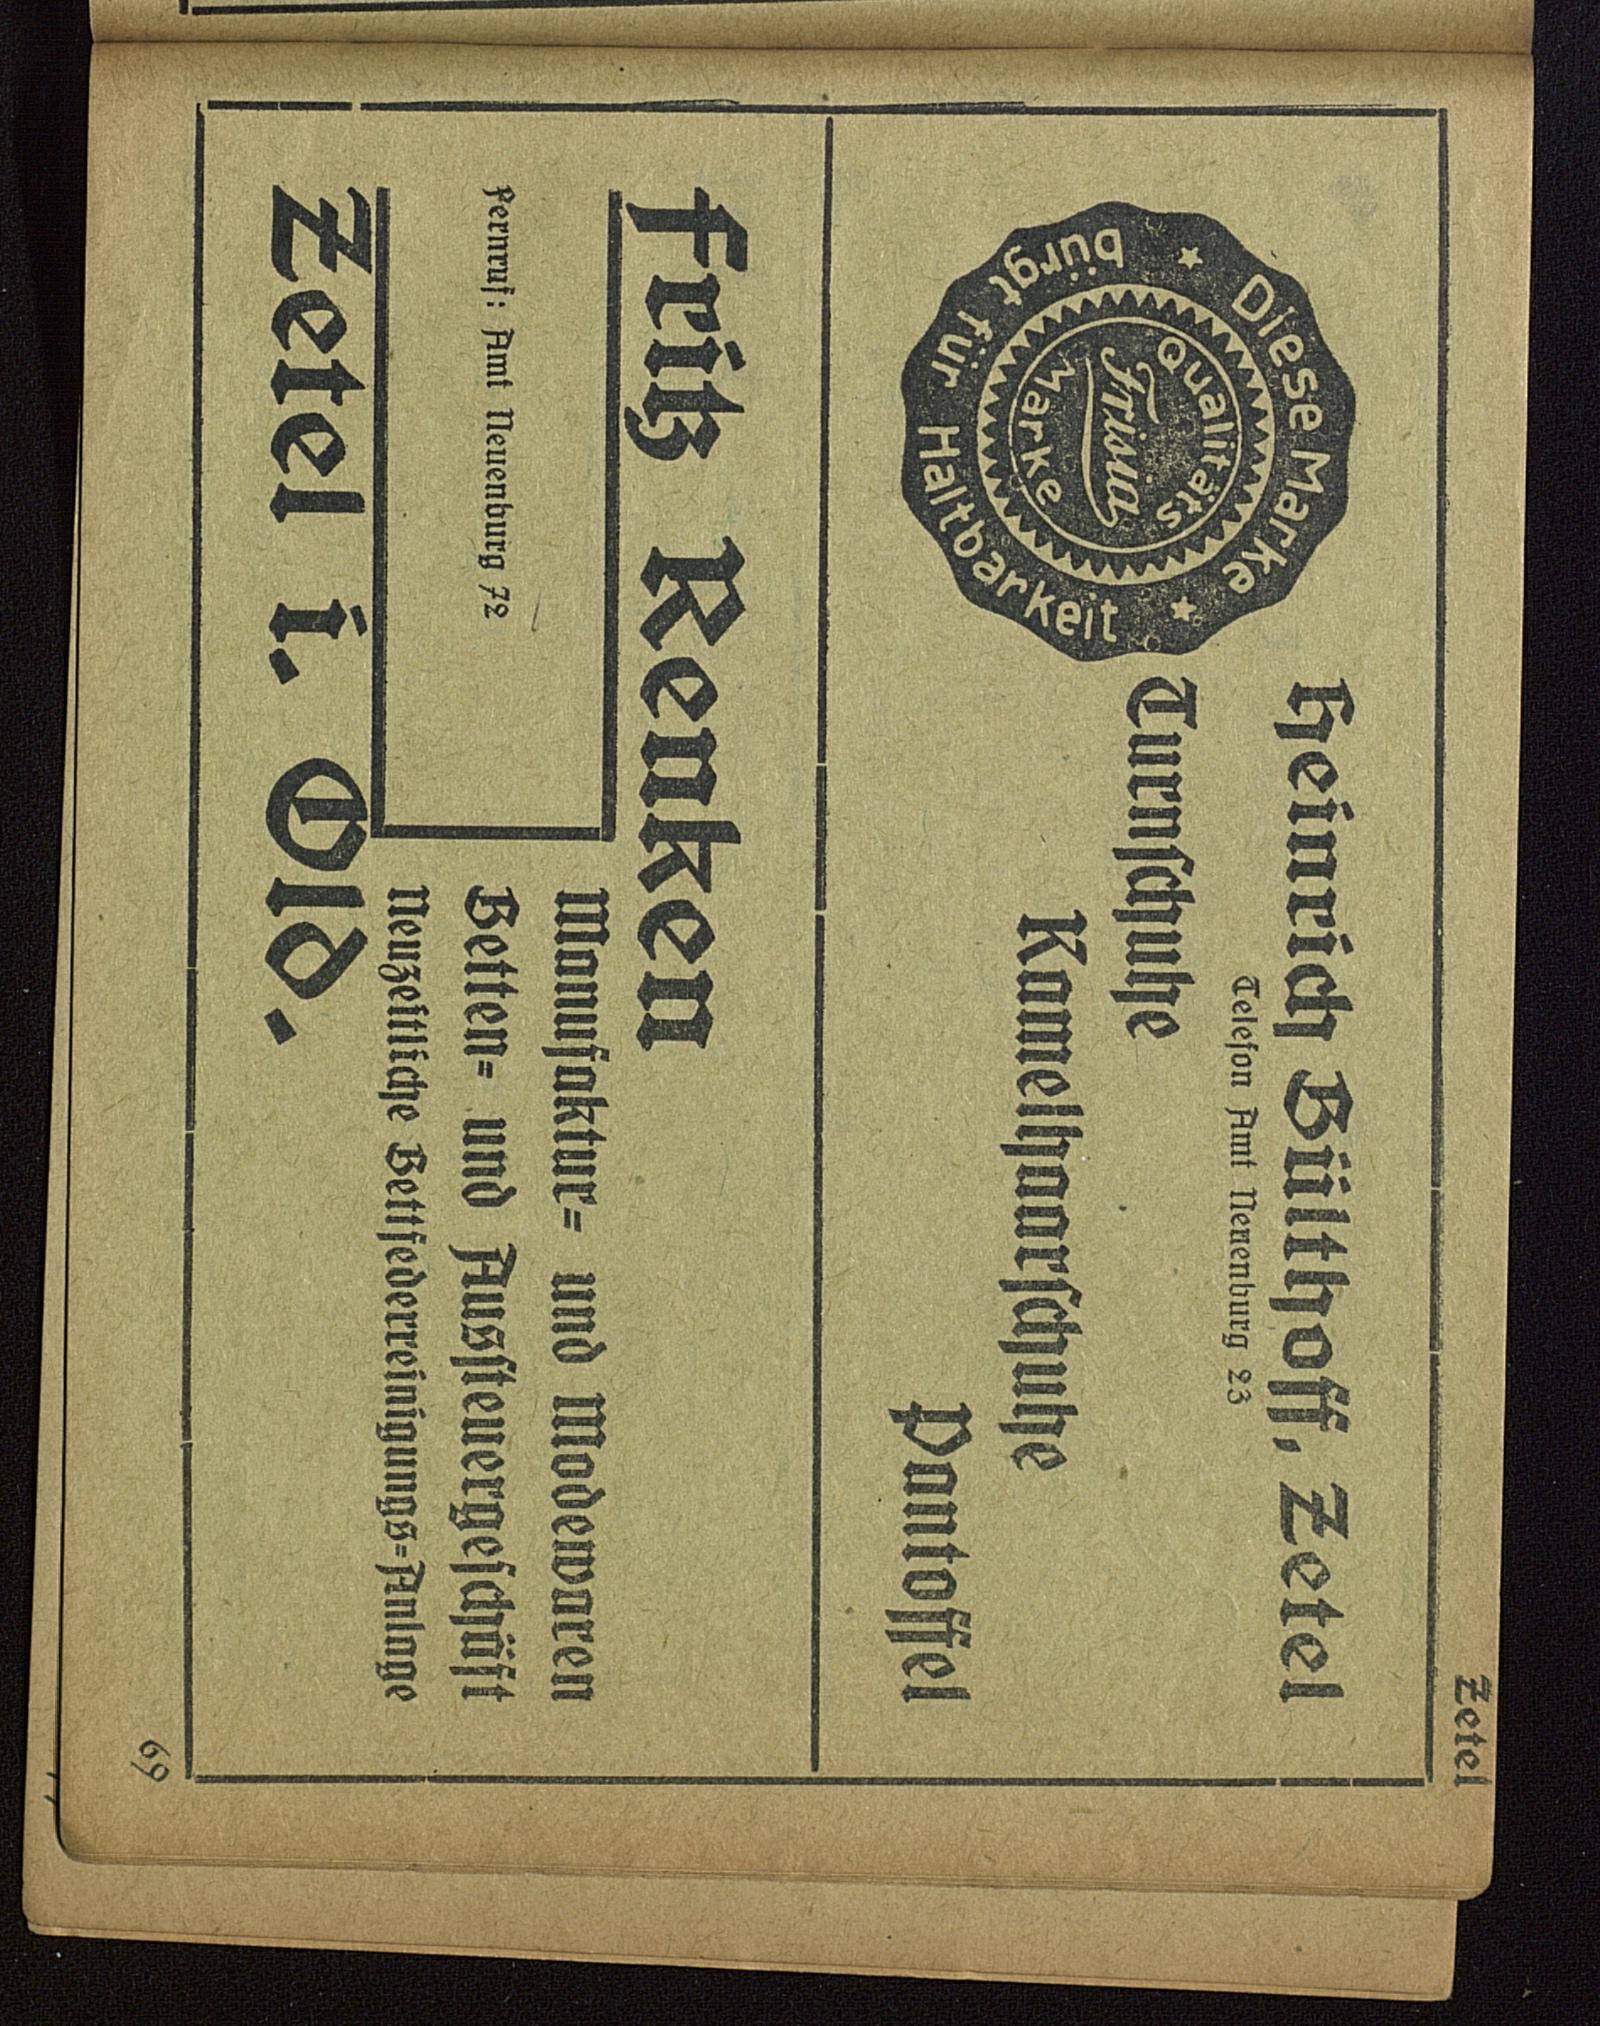 Zetel
Heinrich Bülthoff, Zetel
Telefon Amt Neuenburg 23
Diese Marke
bürgt für Haltbarkeit
Qualitäts
Frisia
Marke
Turnschuhe
Kamelhaarschuhe
Pantoffel
Fritz Renken
Fernruf: Amt Neuenburg 72
Manufaktur= und Modewaren
Betten= und Aussteuergeschäft
Neuzeitliche Bettfederreinigungs=Anlage
Zetel i. Old.
69